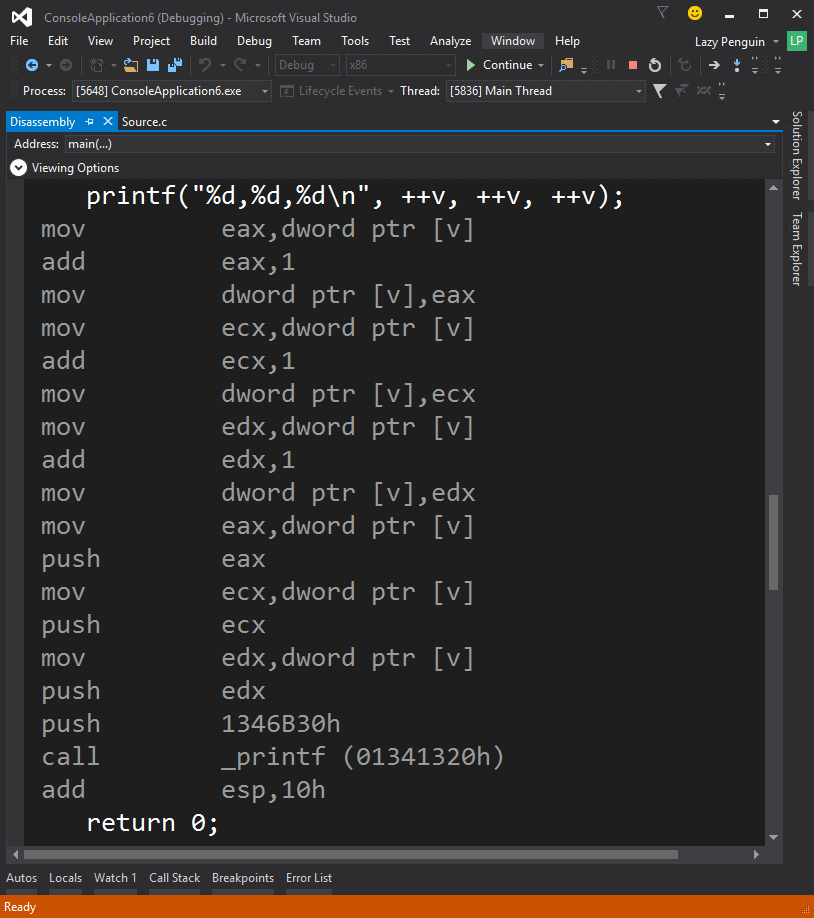 ConsoleApplication6 (Debugging) - Microsoft Visual Studio
File Edit View Project Build Debug Team Tools Test Analyze Window Help
Lazy Penguin LP
Debug x86 Continue
Process: [5648] ConsoleApplication6.exe Lifecycle Events Thread: [5836] Main Thread
Disassembly Source.c
Address: main(...)
Viewing Options
printf("%d,%d,%d\n", ++v, ++v, ++v);
mov eax,dword ptr [v]
add eax,1
mov dword ptr [v],eax
mov ecx,dword ptr [v]
add ecx,1
mov dword ptr [v],ecx
mov edx,dword ptr [v]
add edx,1
mov dword ptr [v],edx
mov eax,dword ptr [v]
push eax
mov ecx,dword ptr [v]
push ecx
mov edx,dword ptr [v]
push edx
push 1346B30h
call _printf (01341320h)
add esp,10h
return 0;
Solution Explorer
Team Explorer
Autos Locals Watch 1 Call Stack Breakpoints Error List
Ready